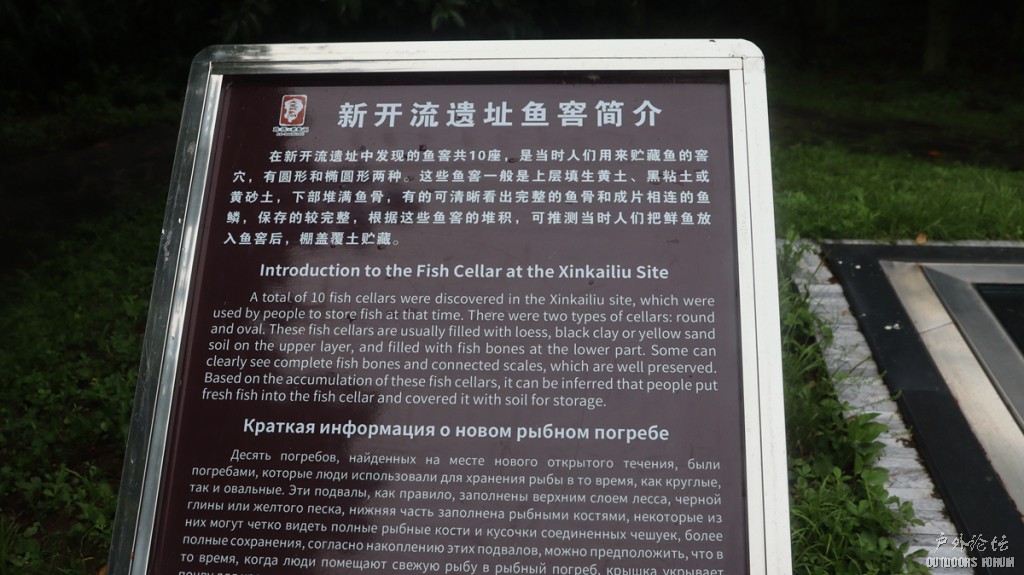 新开流遗址鱼窖简介
在新开流遗址中发现的鱼窖共10座，是当时人们用来贮藏鱼的窖
穴，有圆形和椭圆形两种。这些鱼窖一般是上层填生黄土、黑粘土或
黄砂土，下部堆满鱼骨，有的可清晰看出完整的鱼骨和成片相连的鱼
鳞，保存的较完整，根据这些鱼窖的堆积，可推测当时人们把鲜鱼放
入鱼窖后，棚盖覆土贮藏。
Introduction to the Fish Cellar at the Xinkailiu Site
A total of 10 fish cellars were discovered in the Xinkailiu site, which were
used by people to store fish at that time. There were two types of cellars: round
and oval. These fish cellars are usually filled with loess, black clay or yellow sand
soil on the upper layer, and filled with fish bones at the lower part. Some can
clearly see complete fish bones and connected scales, which are well preserved.
Based on the accumulation of these fish cellars, it can be inferred that people put
fresh fish into the fish cellar and covered it with soil for storage.
Краткая информация о новом рыбном погребе
Десять погребов, найденных на месте нового открытого течения, были
погребами, которые люди использовали для хранения рыбы в то время, как круглые,
так и овальные. Эти подвалы, как правило, заполнены верхним слоем лесса, черной
глины или желтого песка, нижняя часть заполнена рыбными костями, некоторые из
них могут четко видеть полные рыбные кости и кусочки соединенных чешуек, более
полные сохранения, согласно накоплению этих подвалов, можно предположить, что в
то время, когда люди помещают свежую рыбу в рыбный погреб, крышка укрывает
户外论坛
OUTDOORS FORUM